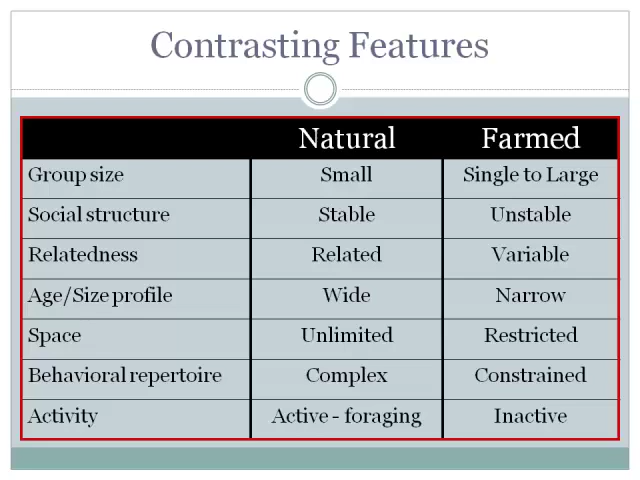 Contrasting Features
Natural Farmed
Group size Small Single to Large
Social structure Stable Unstable
Relatedness Related Variable
Age/Size profile Wide Narrow
Space Unlimited Restricted
Behavioral repertoire Complex Constrained
Activity Active - foraging Inactive